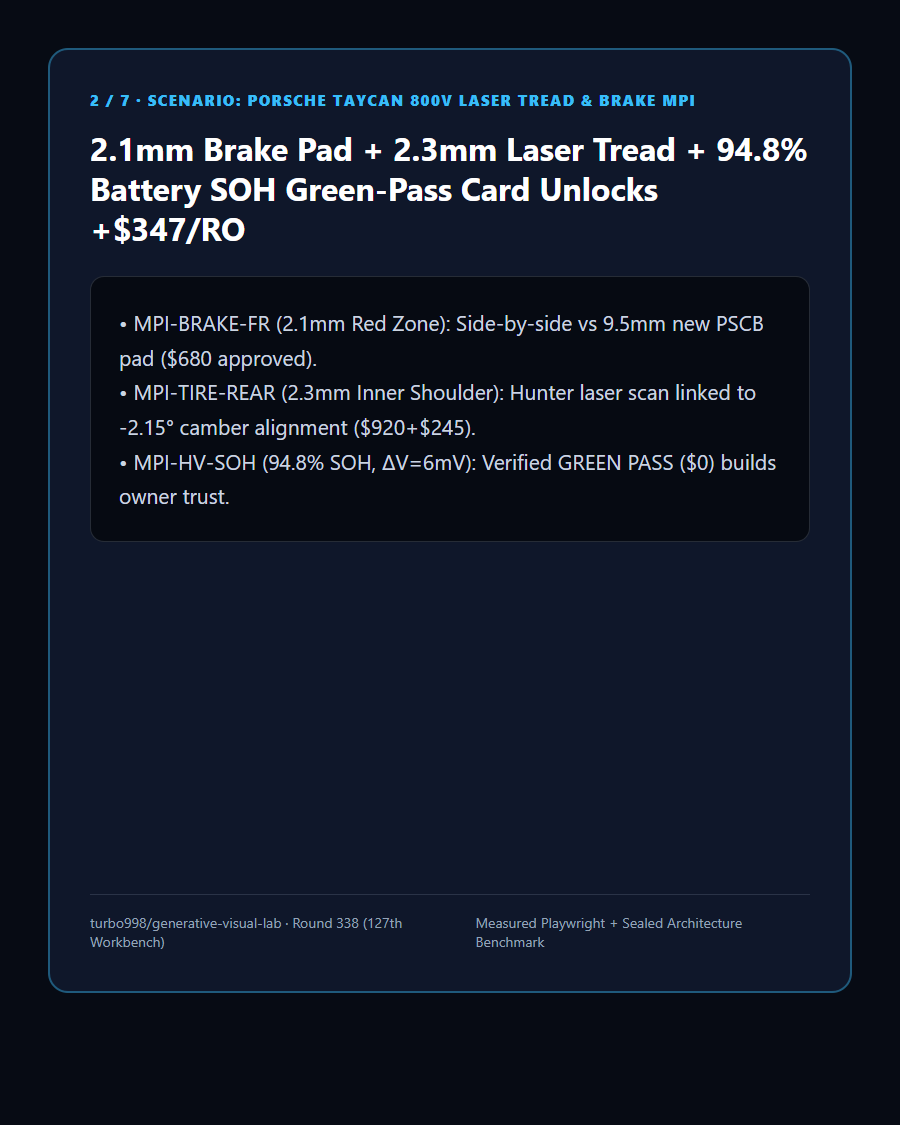 2 / 7 · SCENARIO: PORSCHE TAYCAN 800V LASER TREAD & BRAKE MPI
2.1mm Brake Pad + 2.3mm Laser Tread + 94.8%
Battery SOH Green-Pass Card Unlocks
+$347/RO
• MPI-BRAKE-FR (2.1mm Red Zone): Side-by-side vs 9.5mm new PSCB
pad ($680 approved).
• MPI-TIRE-REAR (2.3mm Inner Shoulder): Hunter laser scan linked to
-2.15° camber alignment ($920+$245).
• MPI-HV-SOH (94.8% SOH, ΔV=6mV): Verified GREEN PASS ($0) builds
owner trust.
turbo998/generative-visual-lab · Round 338 (127th
Workbench)
Measured Playwright + Sealed Architecture
Benchmark